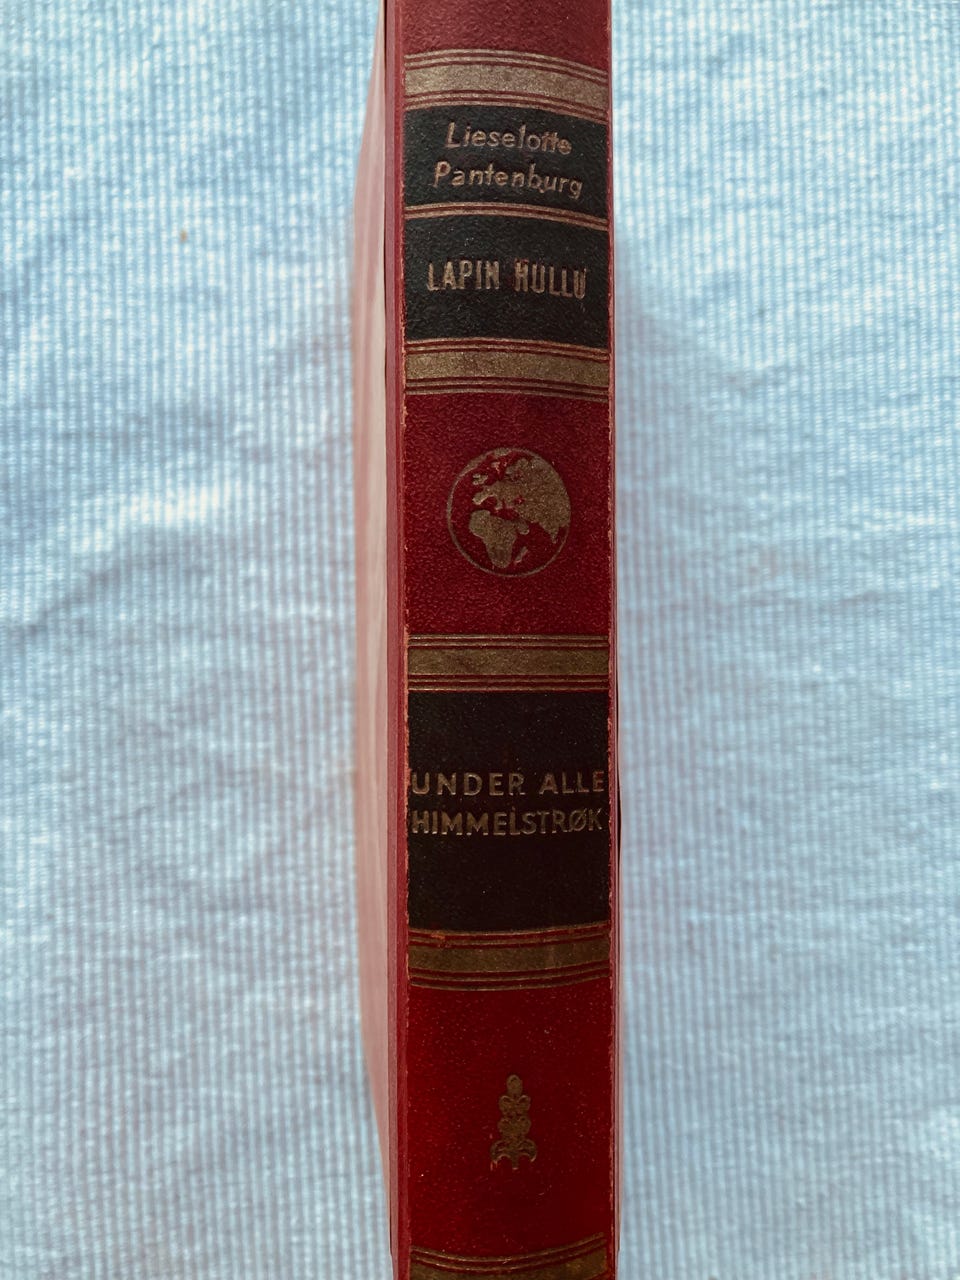 Lieselotte
Pantenburg
LAPIN HULLU
UNDER ALLE
HIMMELSTRØK